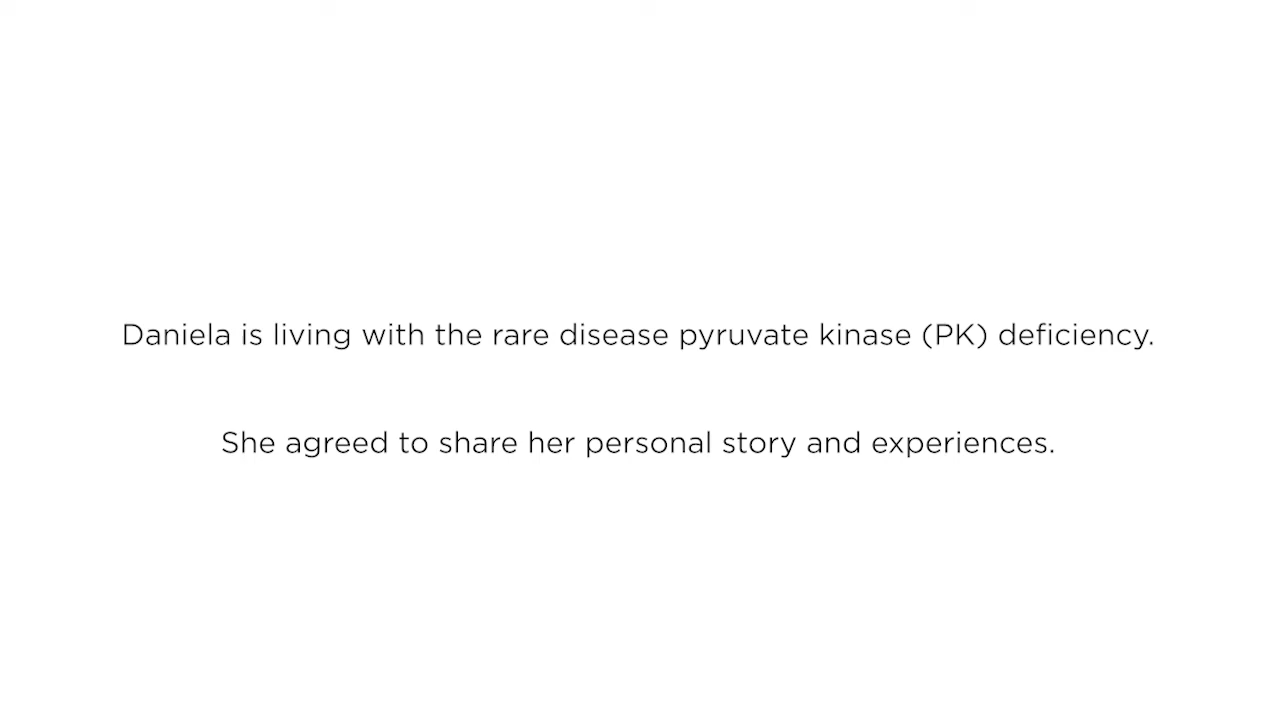 Daniela is living with the rare disease pyruvate kinase (PK) deficiency.
She agreed to share her personal story and experiences.